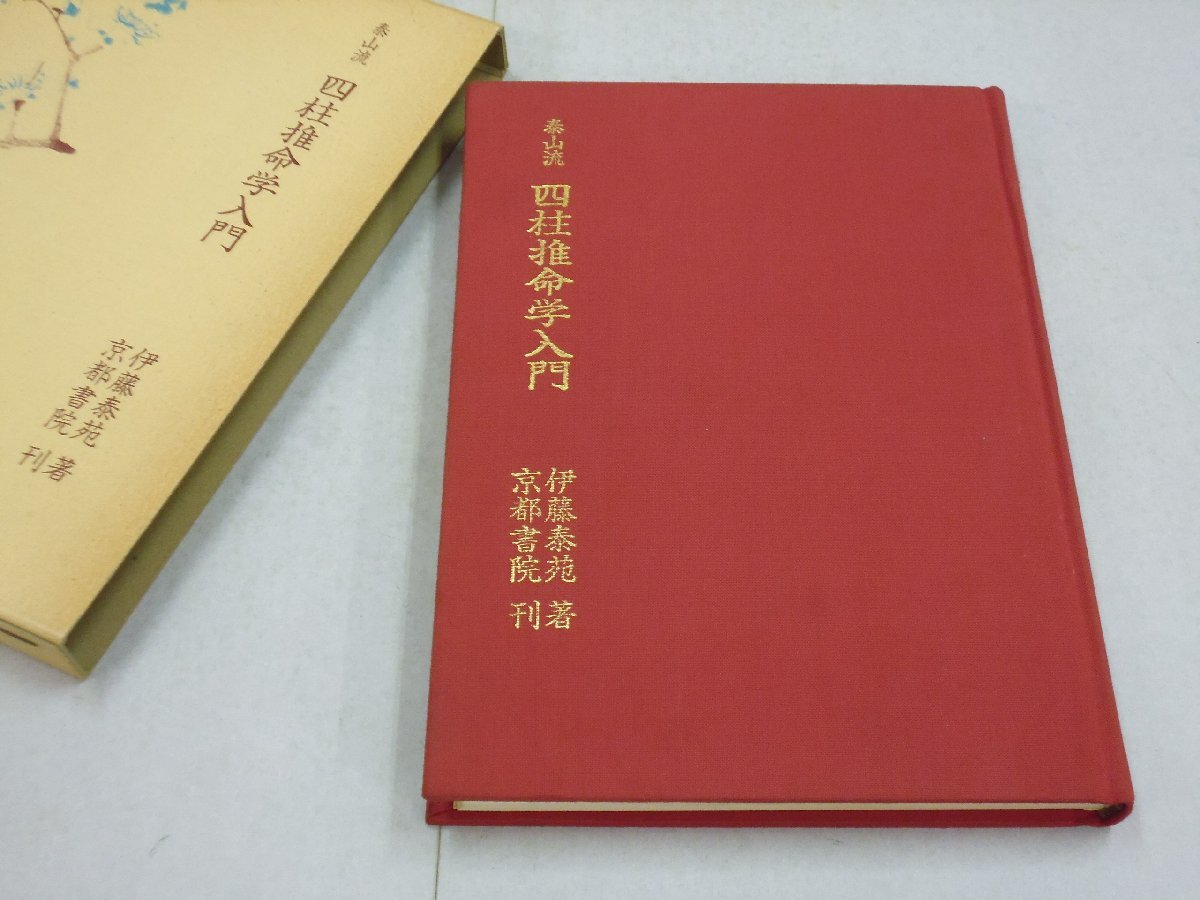 泰山流 四柱推命学入門
伊藤泰苑 著
京都書院 刊
泰山流 四柱推命学入門
伊藤泰苑 著
京都書院 刊